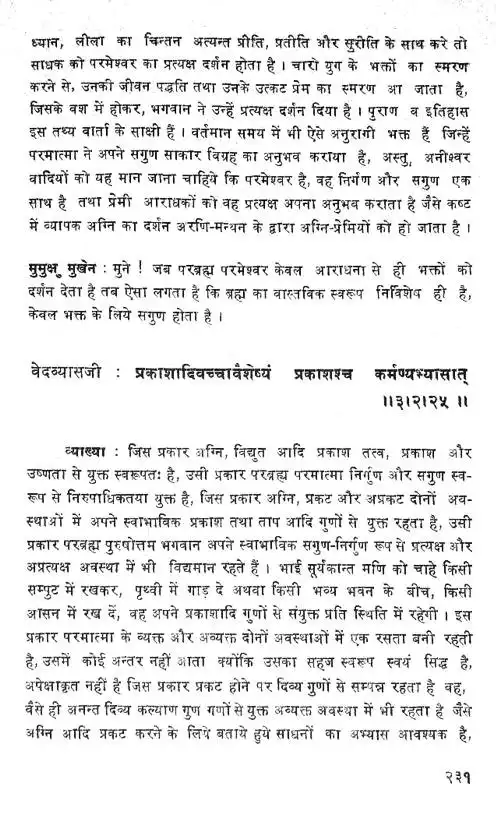 ध्यान, लीला का चिन्तन अत्यन्त प्रीति, प्रतीति और सुरीति के साथ करे तो
साधक को परमेश्वर का प्रत्यक्ष दर्शन होता है । चारो युग के भक्तों का स्मरण
करने से, उनकी जीवन पद्धति तथा उनके उत्कट प्रेम का स्मरण आ जाता है,
जिसके वश में होकर, भगवान ने उन्हें प्रत्यक्ष दर्शन दिया है । पुराण व इतिहास
इस तथ्य वार्ता के साक्षी हैं । वर्तमान समय में भी ऐसे अनुरागी भक्त हैं जिन्हें
परमात्मा ने अपने सगुण साकार विग्रह का अनुभव कराया है, अस्तु, अनीश्वर
वादियों को यह मान जाना चाहिये कि परमेश्वर है, वह निर्गण और सगुण एक
साथ है तथा प्रेमी आराधकों को वह प्रत्यक्ष अपना अनुभव कराता है जैसे कष्ट
में व्यापक अग्नि का दर्शन अरणि-मन्थन के द्वारा अग्नि-प्रेमियों को हो जाता है ।
मुमुक्षु मुखेन : मुने ! जब परब्रह्म परमेश्वर केवल आराधना से ही भक्तों को
दर्शन देता है तब ऐसा लगता है कि ब्रह्म का वास्तविक स्वरूप निर्विशेष ही है,
केवल भक्त के लिये सगुण होता है ।
वेदव्यासजी : प्रकाशादिवच्चावैशेष्यं प्रकाशश्च कर्मण्यभ्यासात्
॥३।२।२५ ॥
व्याख्या : जिस प्रकार अग्नि, विद्युत आदि प्रकाश तत्व, प्रकाश और
उष्णता से युक्त स्वरूपतः है, उसी प्रकार परब्रह्म परमात्मा निर्गुण और सगुण स्व-
रूप से निरुपाधिकतया युक्त है, जिस प्रकार अग्नि, प्रकट और अप्रकट दोनों अव-
स्थाओं में अपने स्वाभाविक प्रकाश तथा ताप आदि गुणों से युक्त रहता है, उसी
प्रकार परब्रह्म पुरुषोत्तम भगवान अपने स्वाभाविक सगुण-निर्गुण रूप से प्रत्यक्ष और
अप्रत्यक्ष अवस्था में भी विद्यमान रहते हैं । भाई सूर्यकान्त मणि को चाहे किसी
सम्पुट में रखकर, पृथ्वी में गाड़ दे अथवा किसी भव्य भवन के बीच, किसी
आसन में रख दें, वह अपने प्रकाशादि गुणों से संयुक्त प्रति स्थिति में रहेगी । इस
प्रकार परमात्मा के व्यक्त और अव्यक्त दोनों अवस्थाओं में एक रसता बनी रहती
है, उसमें कोई अन्तर नहीं आता क्योंकि उसका सहज स्वरूप स्वयं सिद्ध है,
अपेक्षाकृत नहीं है जिस प्रकार प्रकट होने पर दिव्य गुणों से सम्पन्न रहता है वह,
वैसे ही अनन्त दिव्य कल्याण गुण गणों से युक्त अव्यक्त अवस्था में भी रहता है जैसे
अग्नि आदि प्रकट करने के लिये बताये हुये साधनों का अभ्यास आवश्यक है,
२३१